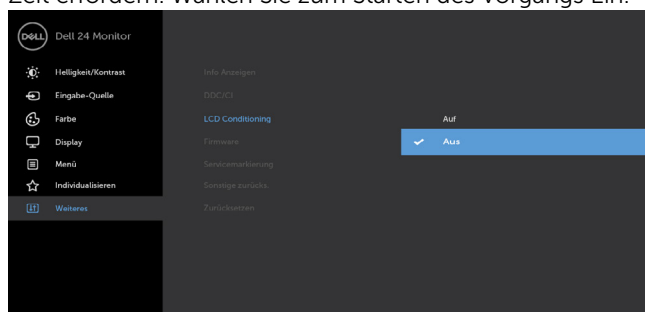 Zeit erfordern. Wählen Sie zum Starten des Vorgangs Ein.
DELL
Dell 24 Monitor
Helligkeit/Kontrast
Info Anzeigen
Eingabe-Quelle
DDC/CI
Farbe
LCD Conditioning
Auf
Display
Firmware
Aus
Menü
Servicemarkierung
Individualisieren
Sonstige zurücks.
Weiteres
Zurücksetzen